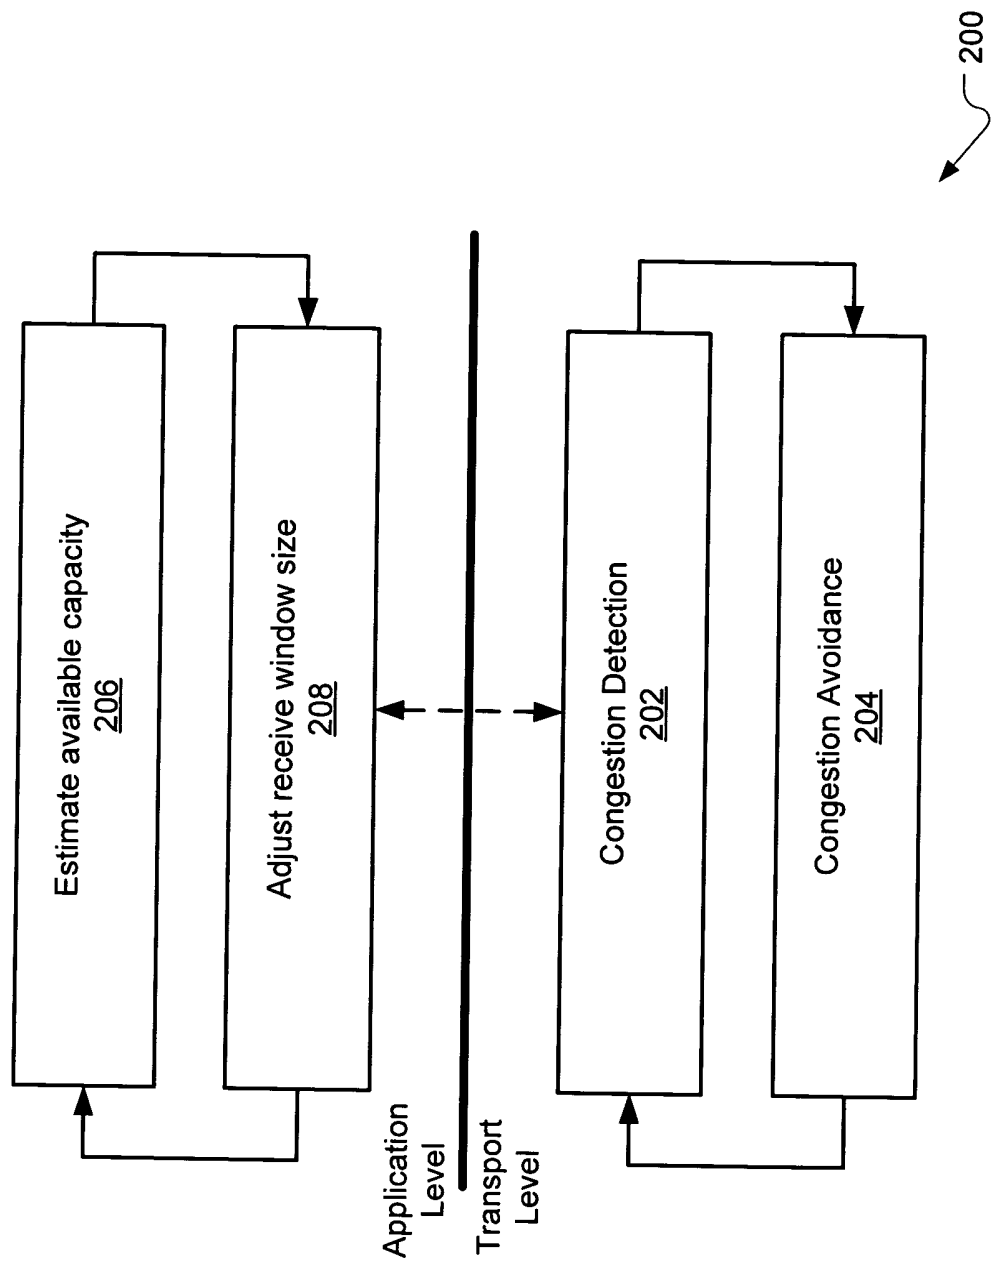 Estimate available capacity
206
Adjust receive window size
208
Application
Level
Transport
Level
Congestion Detection
202
Congestion Avoidance
204
200